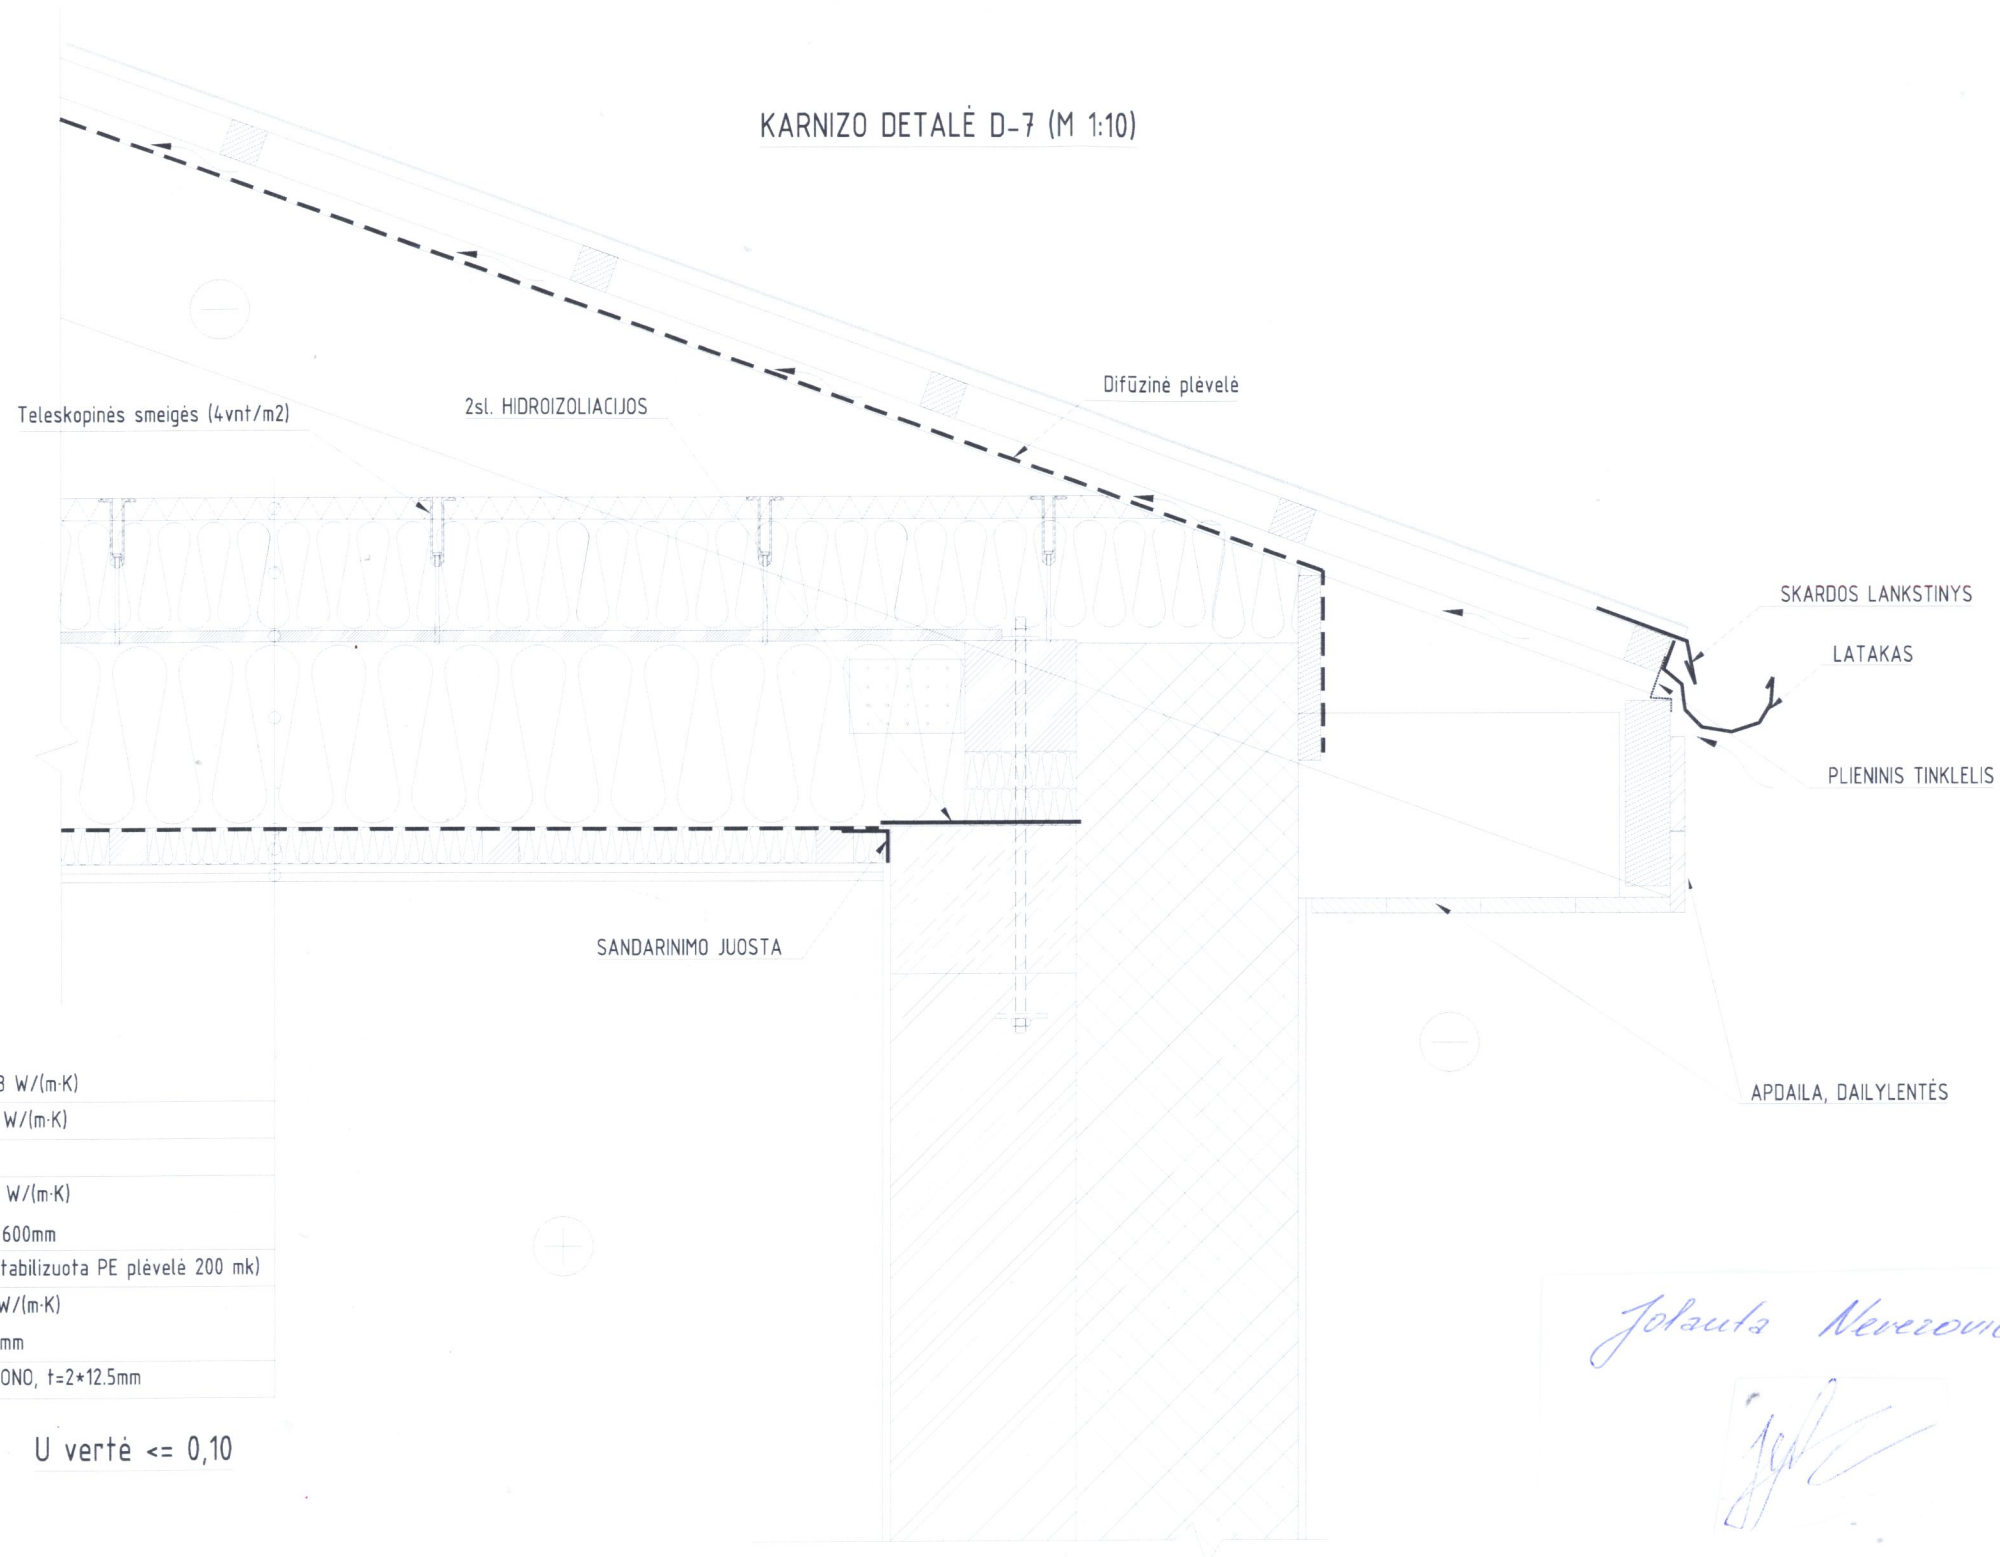 KARNIZO DETALĖ D-7 (M 1:10)
Difūzinė plėvelė
Teleskopinės smeigės (4vnt/m2)
2sl. HIDROIZOLIACIJOS
SKARDOS LANKSTINYS
LATAKAS
PLIENINIS TINKLELIS
SANDARINIMO JUOSTA
APDAILA, DAILYLENTĖS
W/(m·K)
W/(m·K)
W/(m·K)
600mm
tabilizuota PE plėvelė 200 mk)
W/(m·K)
mm
ONO, t=2*12.5mm
U vertė <= 0,10
Jolanta